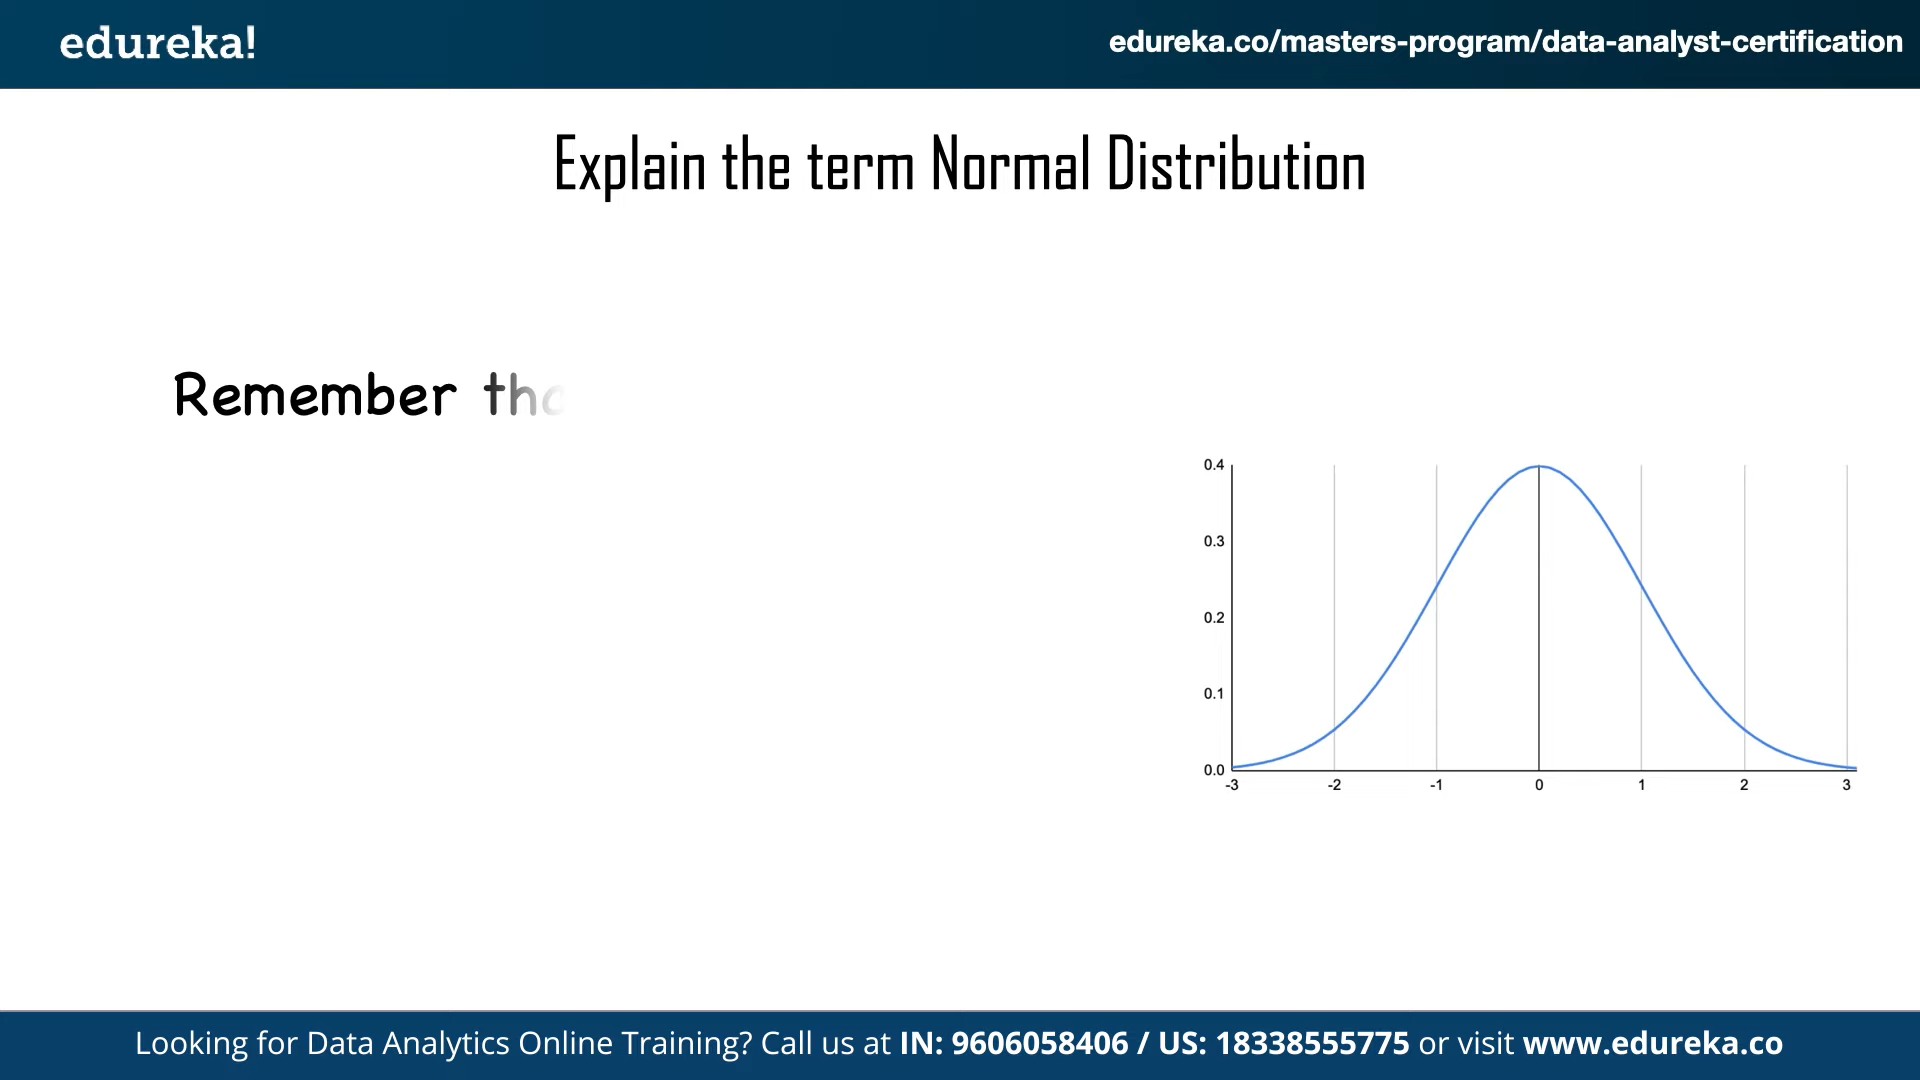 edureka!
edureka.co/masters-program/data-analyst-certification
Explain the term Normal Distribution
Remember
0.4
0.3
0.2
0.1
0.0
-3 -2 -1 0 1 2 3
Looking for Data Analytics Online Training? Call us at IN: 9606058406 / US: 18338555775 or visit www.edureka.co